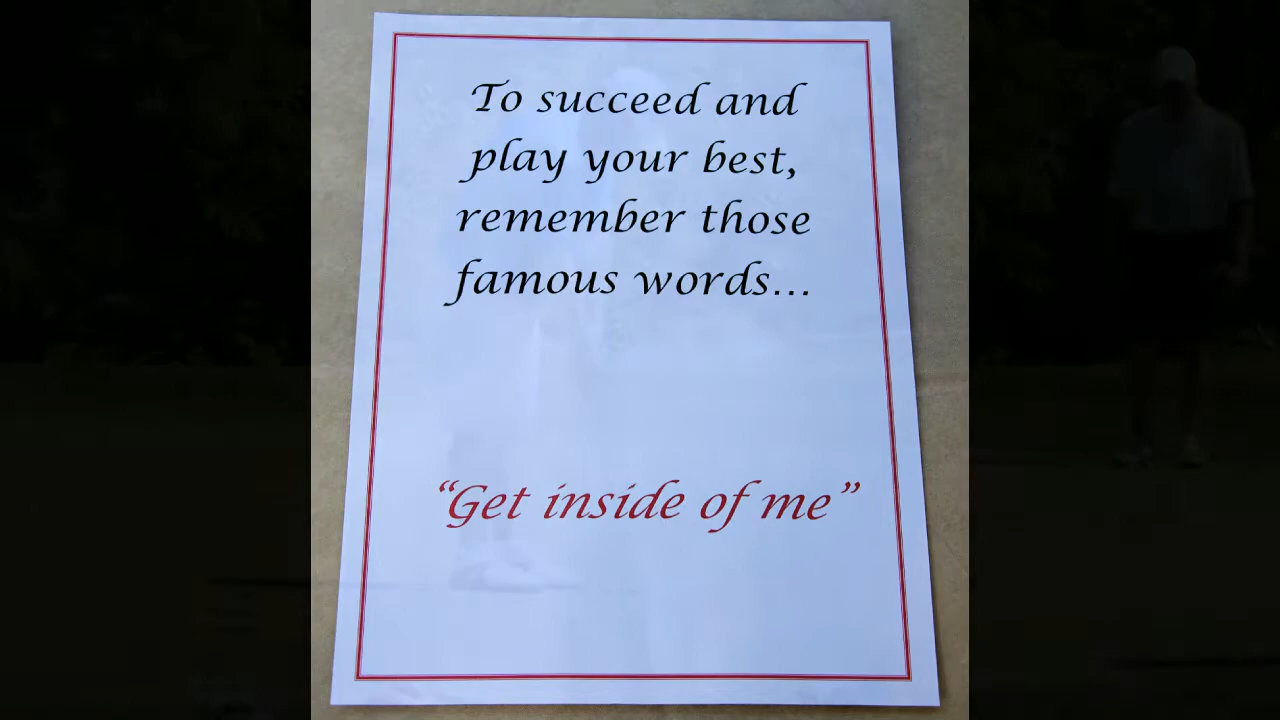 To succeed and
play your best,
remember those
famous words...
“Get inside of me”